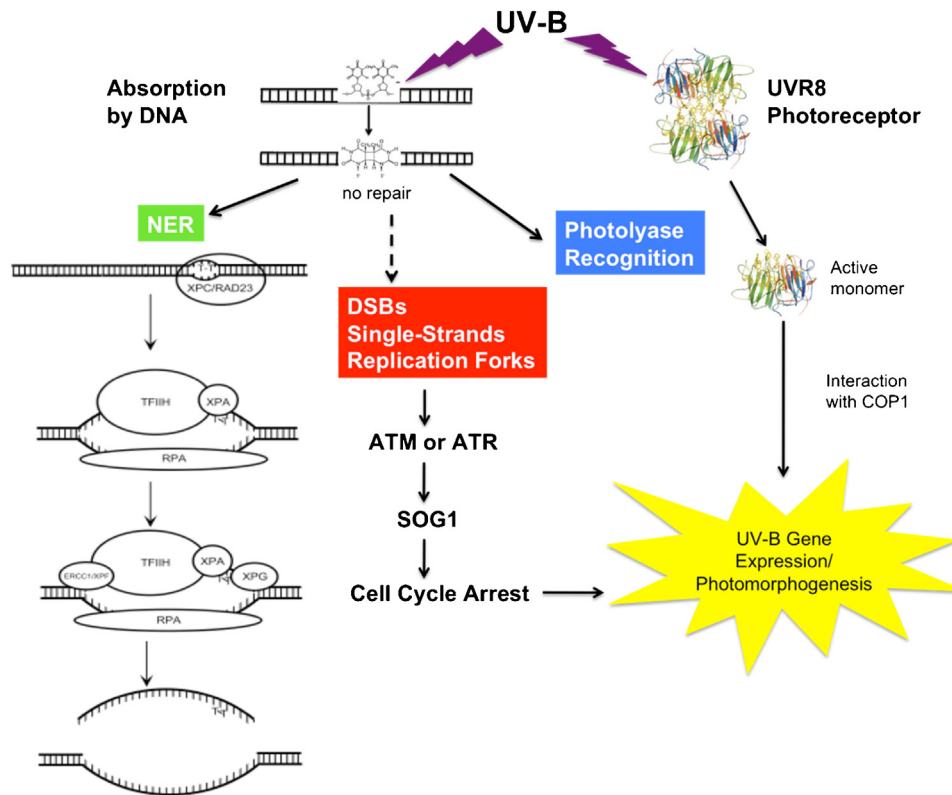 UV-B
Absorption
by DNA
UVR8
Photoreceptor
no repair
NER
Photolyase
Recognition
XPC/RAD23
Active
monomer
DSBs
Single-Strands
Replication Forks
TFIIH
XPA
RPA
Interaction
with COP1
ATM or ATR
SOG1
Cell Cycle Arrest
UV-B Gene
Expression/
Photomorphogenesis
TFIIH
XPA
ERCC1/XPF
XPG
RPA